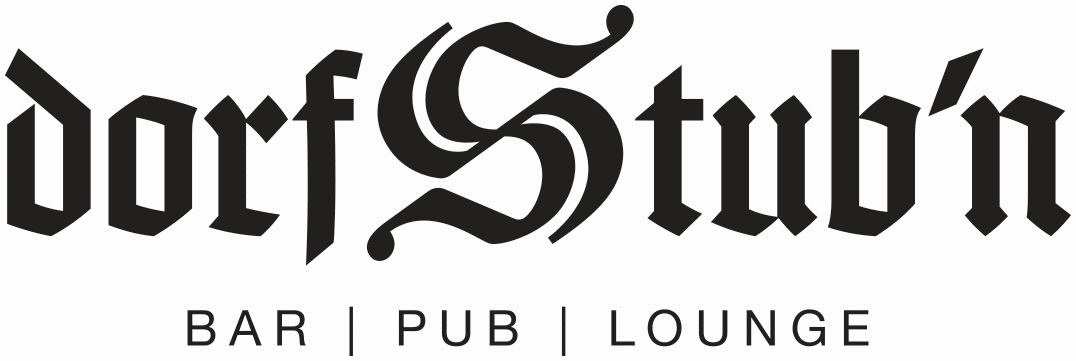 dorfStub'n
BAR | PUB | LOUNGE